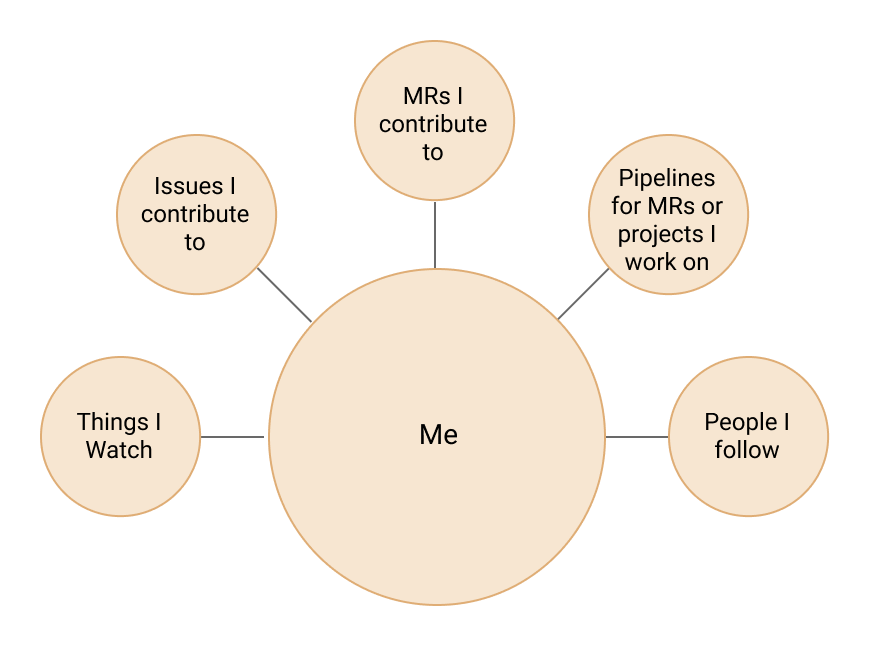 MRs I
contribute
to
Issues I
contribute
to
Pipelines
for MRs or
projects I
work on
Things I
Watch
Me
People I
follow